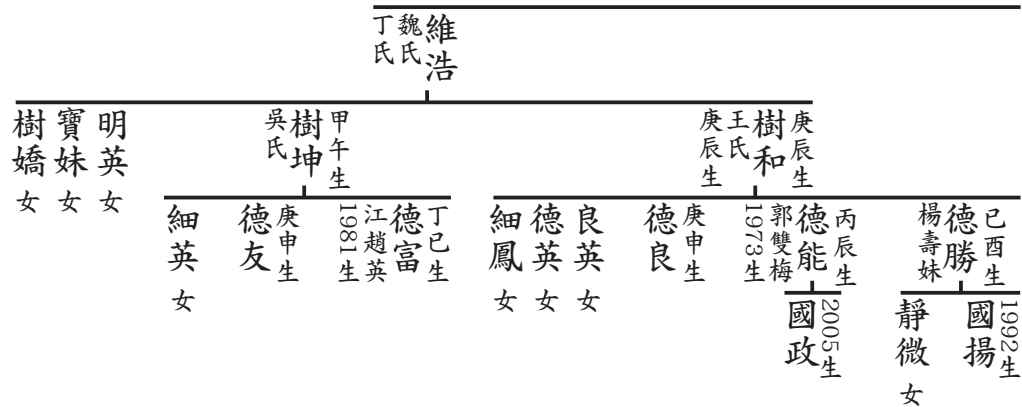 維浩
魏氏
丁氏
庚辰生
樹和
王氏
庚辰生
甲午生
樹坤
吳氏
明英 女
寶妹 女
樹嬌 女
已酉生
德勝
楊壽妹
丙辰生
德能
郭雙梅
1973生
庚申生
德良
良英 女
德英 女
細鳳 女
丁已生
德富
江趙英
1981生
庚申生
德友
細英 女
1992生
國揚
靜微 女
2005生
國政